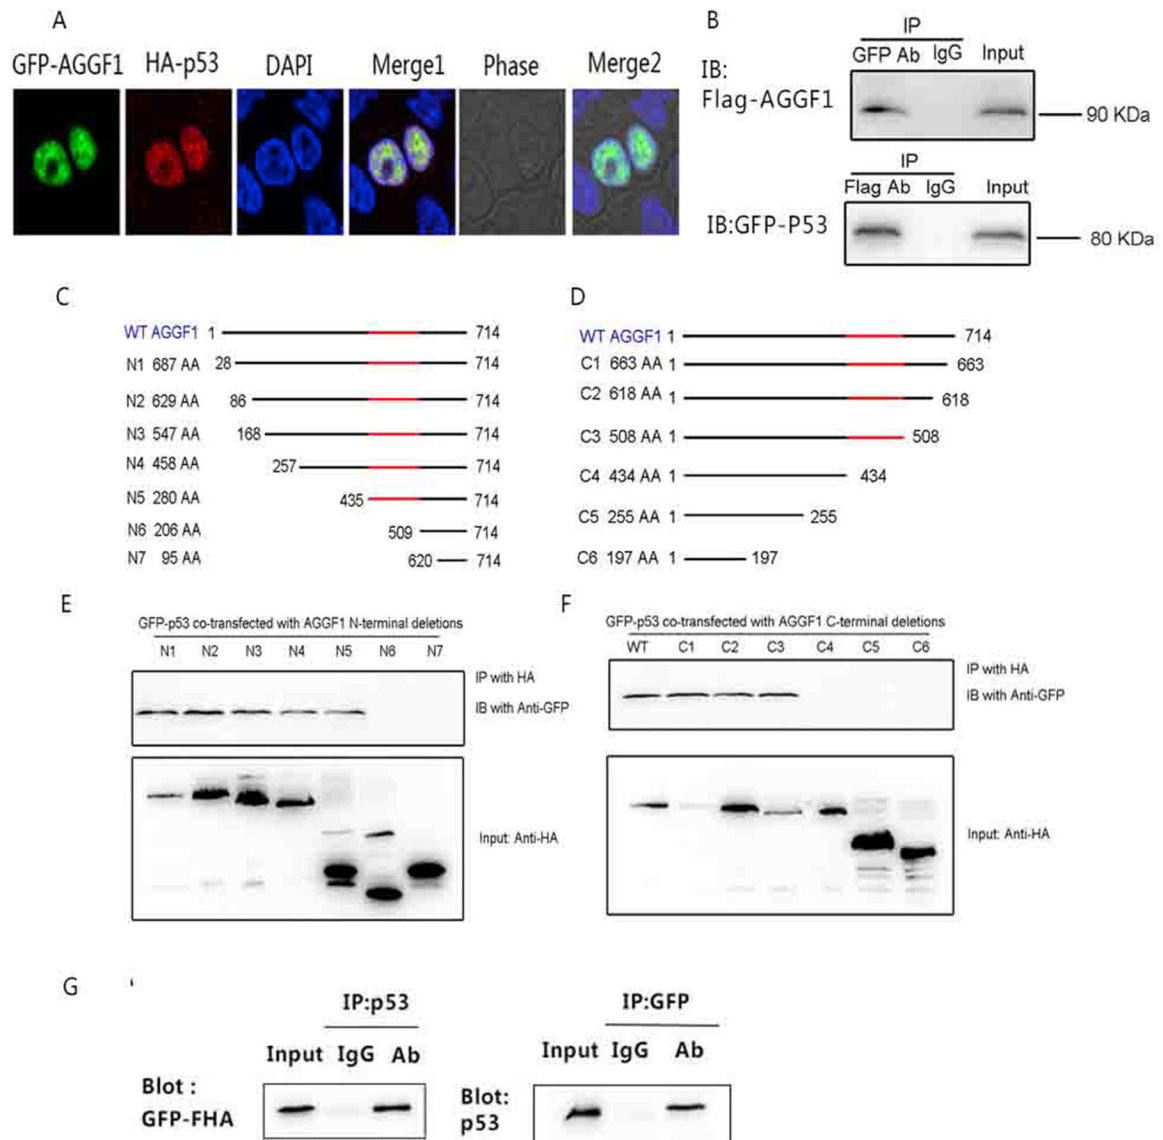 A
GFP-AGGF1 HA-p53 DAPI Merge1 Phase Merge2
B
IP
GFP Ab IgG Input
IB:
Flag-AGGF1
90 KDa
IP
Flag Ab IgG Input
IB:GFP-P53
80 KDa
C
WT AGGF1 1 714
N1 687 AA 28 714
N2 629 AA 86 714
N3 547 AA 168 714
N4 458 AA 257 714
N5 280 AA 435 714
N6 206 AA 509 714
N7 95 AA 620 714
D
WT AGGF1 1 714
C1 663 AA 1 663
C2 618 AA 1 618
C3 508 AA 1 508
C4 434 AA 1 434
C5 255 AA 1 255
C6 197 AA 1 197
E
GFP-p53 co-transfected with AGGF1 N-terminal deletions
N1 N2 N3 N4 N5 N6 N7
IP with HA
IB with Anti-GFP
Input: Anti-HA
F
GFP-p53 co-transfected with AGGF1 C-terminal deletions
WT C1 C2 C3 C4 C5 C6
IP with HA
IB with Anti-GFP
Input: Anti-HA
G
IP:p53
Input IgG Ab
Blot :
GFP-FHA
IP:GFP
Input IgG Ab
Blot:
p53